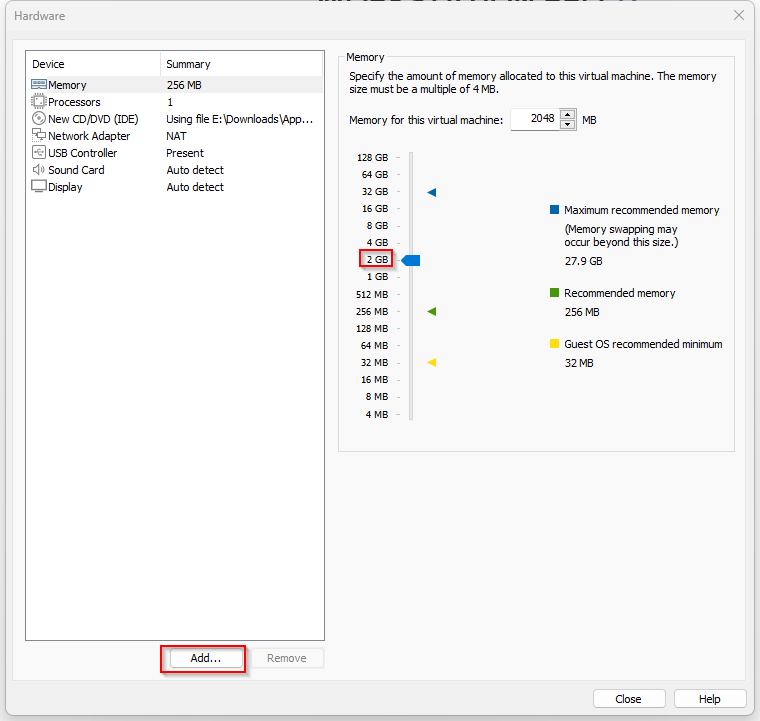 Hardware
Device Summary
Memory 256 MB
Processors 1
New CD/DVD (IDE) Using file E:\Downloads\App...
Network Adapter NAT
USB Controller Present
Sound Card Auto detect
Display Auto detect
Add...
Remove
Memory
Specify the amount of memory allocated to this virtual machine. The memory
size must be a multiple of 4 MB.
Memory for this virtual machine: 2048 MB
128 GB
64 GB
32 GB
16 GB
8 GB
4 GB
2 GB
1 GB
512 MB
256 MB
128 MB
64 MB
32 MB
16 MB
8 MB
4 MB
Maximum recommended memory
(Memory swapping may
occur beyond this size.)
27.9 GB
Recommended memory
256 MB
Guest OS recommended minimum
32 MB
Close
Help